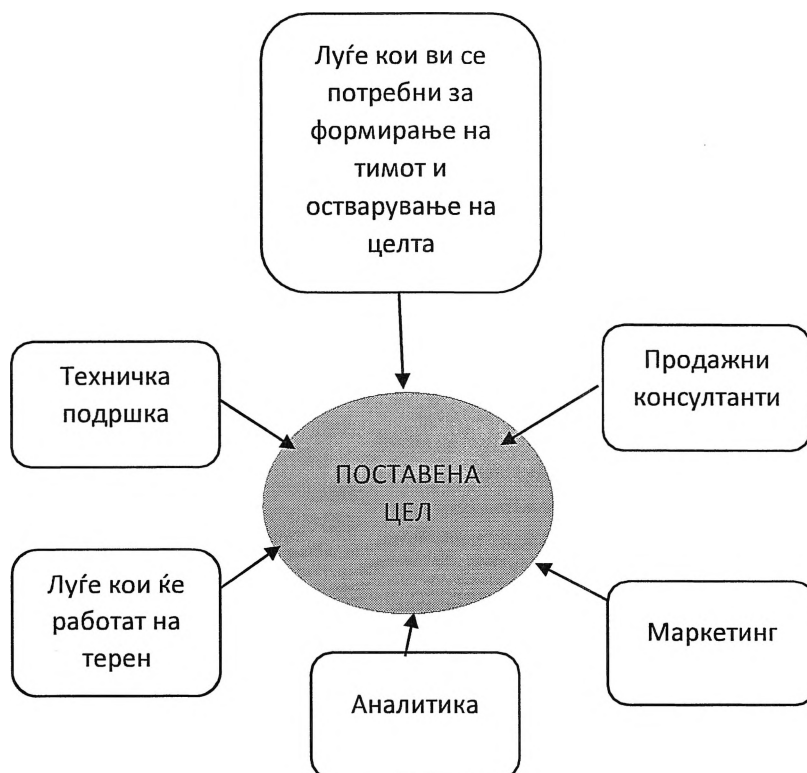 Луѓе кои ви се
потребни за
формирање на
тимот и
остварување на
целта
Техничка
подршка
Продажни
консултанти
ПОСТАВЕНА
ЦЕЛ
Луѓе кои ќе
работат на
терен
Маркетинг
Аналитика